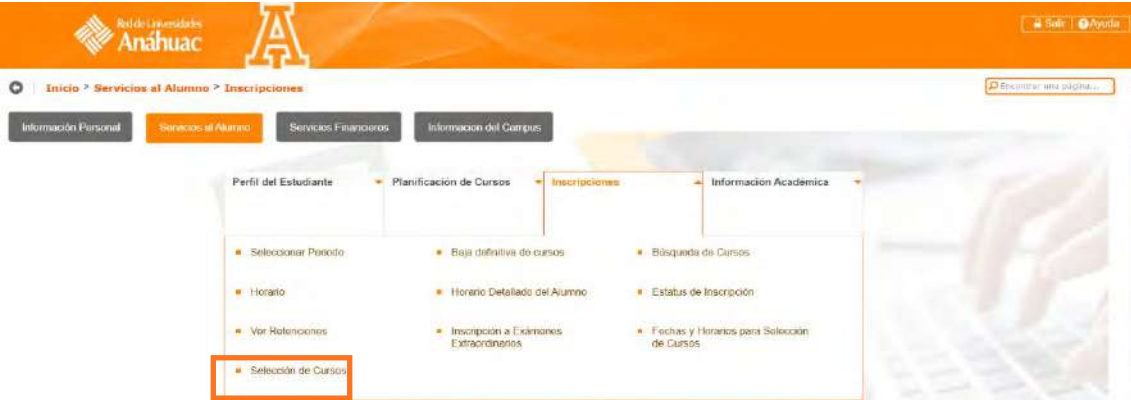 Red de Universidades
Anáhuac
Salir | Ayuda
Inicio > Servicios al Alumno > Inscripciones
Encontrar una página...
Información Personal
Servicios al Alumno
Servicios Financieros
Informacion del Campus
Perfil del Estudiante
Planificación de Cursos
Inscripciones
Información Académica
Seleccionar Periodo
Baja definitiva de cursos
Búsqueda de Cursos
Horario
Horario Detallado del Alumno
Estatus de Inscripción
Ver Retenciones
Inscripción a Exámenes
Extraordinarios
Fechas y Horarios para Selección
de Cursos
Selección de Cursos